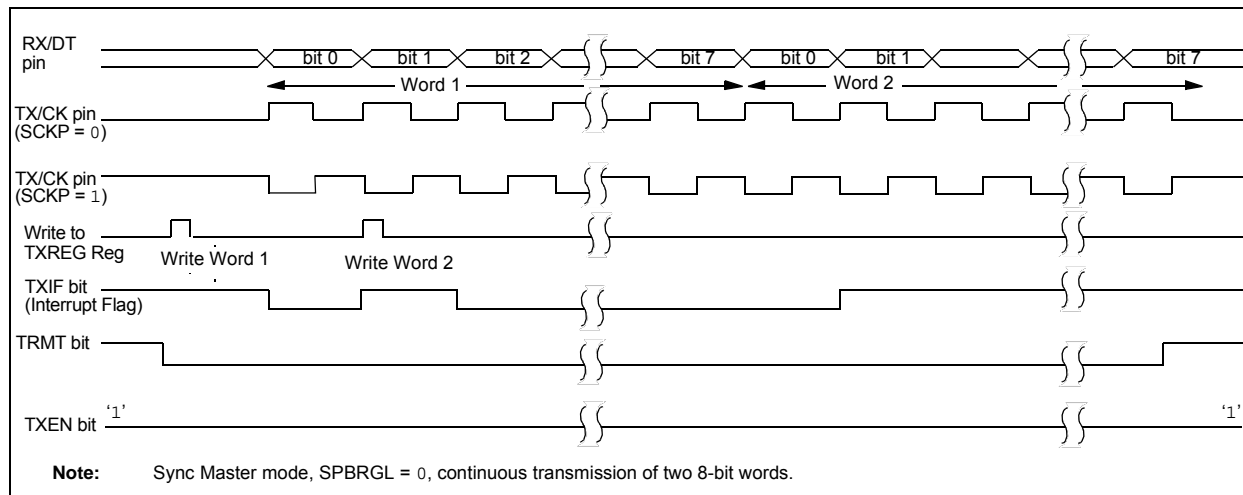 RX/DT
pin
bit 0 bit 1 bit 2 bit 7 bit 0 bit 1 bit 7
Word 1 Word 2
TX/CK pin
(SCKP = 0)
TX/CK pin
(SCKP = 1)
Write to
TXREG Reg
Write Word 1 Write Word 2
TXIF bit
(Interrupt Flag)
TRMT bit
TXEN bit ‘1’ ‘1’
Note: Sync Master mode, SPBRGL = 0, continuous transmission of two 8-bit words.